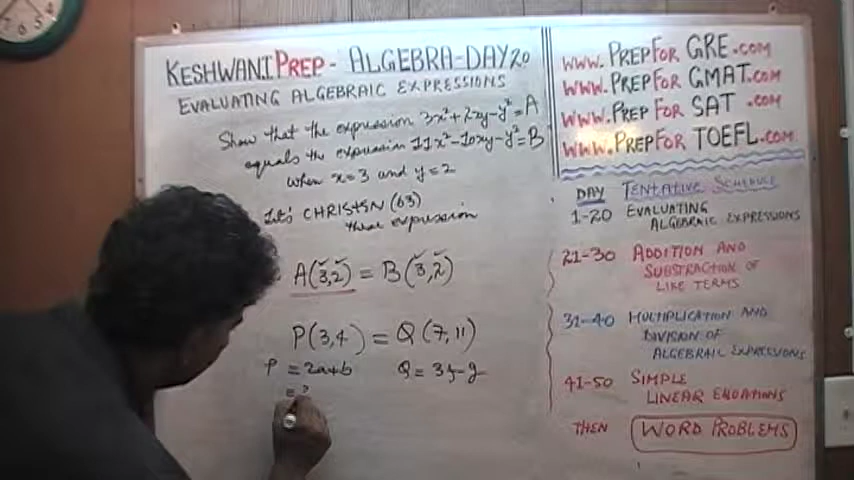 KESHWANI PREP - ALGEBRA-DAY 20
EVALUATING ALGEBRAIC EXPRESSIONS
Show that the expression 3x²+2xy-y²=A
equals the expression 11x²-10xy-y²=B
when x=3 and y=2
Let's CHRISTEN (63)
these expression
A(3,2) = B(3,2)
P(3,4) = Q(7,11)
P = 2a+b Q = 3f-g
=
WWW.PREPFOR GRE.COM
WWW.PREPFOR GMAT.COM
WWW.PREP FOR SAT .COM
WWW.PREPFOR TOEFL.COM
DAY TENTATIVE SCHEDULE
1-20 EVALUATING
ALGEBRAIC EXPRESSIONS
21-30 ADDITION AND
SUBSTRACTION OF
LIKE TERMS
31-40 MULTIPLICATION AND
DIVISION OF
ALGEBRAIC EXPRESSIONS
41-50 SIMPLE
LINEAR EQUATIONS
THEN WORD PROBLEMS